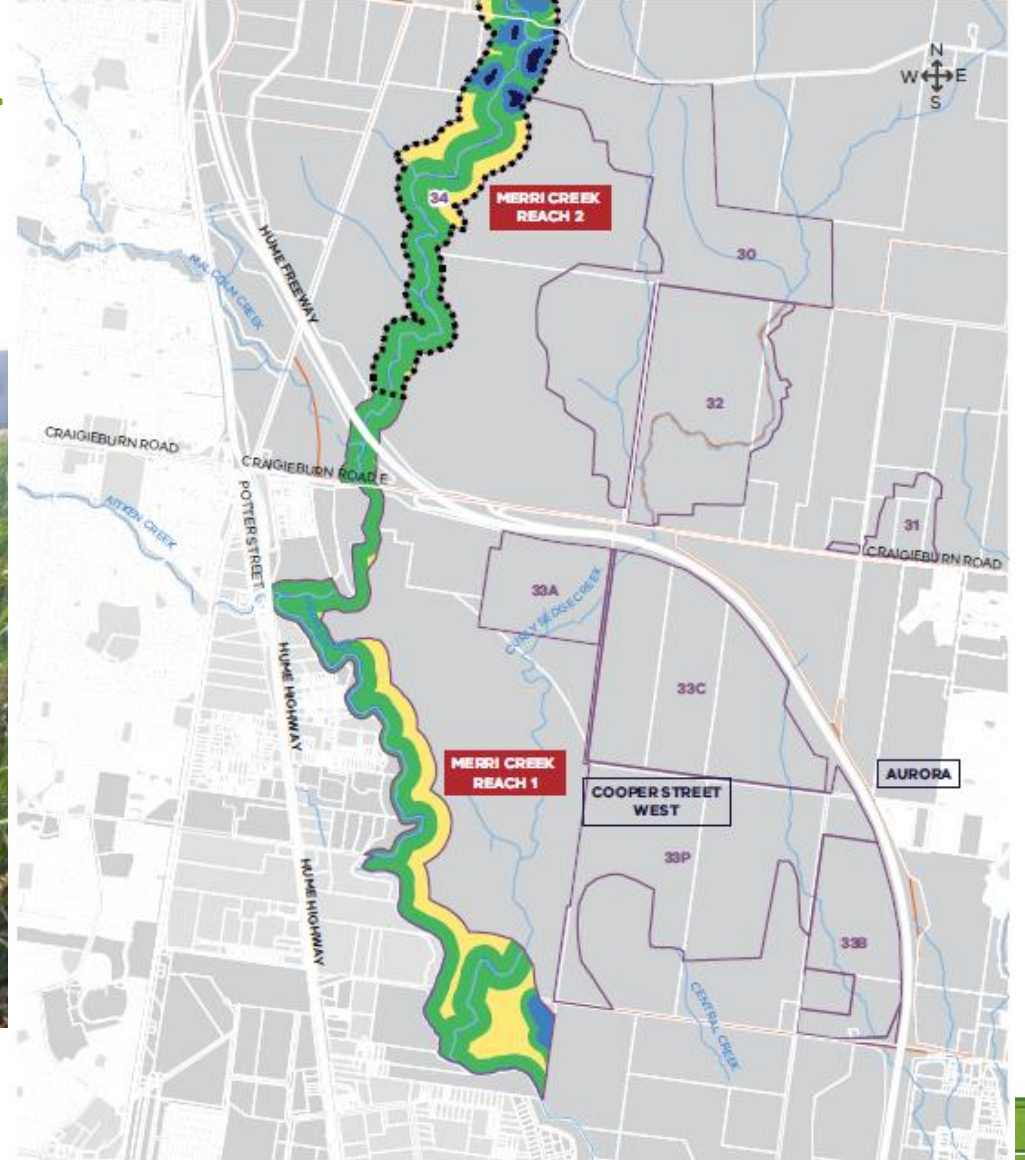 N
W E
S
34
MERRI CREEK
REACH 2
30
HUME FREEWAY
MALCOLM CREEK
32
CRAIGIEBURN ROAD
CRAIGIEBURN ROAD E
POTTER STREET
AITKEN CREEK
31
CRAIGIEBURN ROAD
33A
CURLY SEDGE CREEK
33C
HUME HIGHWAY
MERRI CREEK
REACH 1
AURORA
COOPER STREET
WEST
33P
HUME HIGHWAY
33B
CENTRAL CREEK